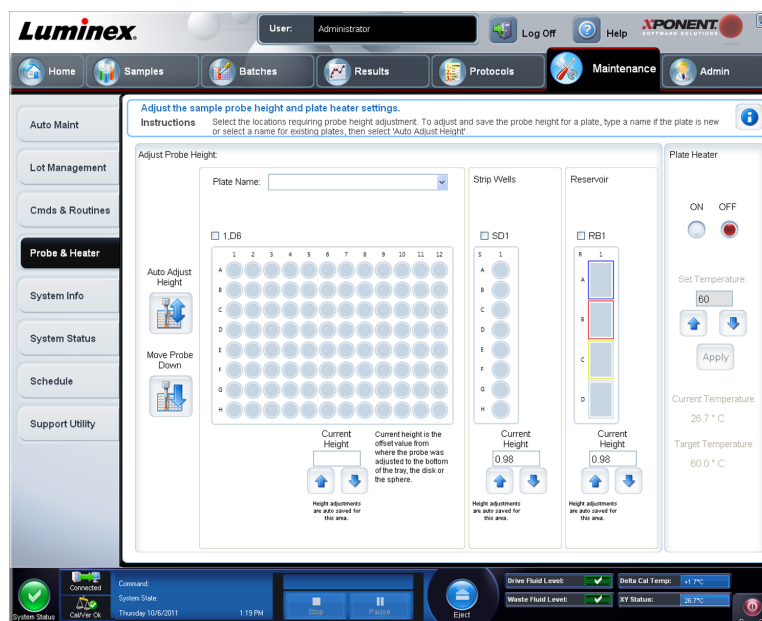 Luminex.
User: Administrator
Log Off
Help
XPONENT.
SOFTWARE SOLUTIONS
Home
Samples
Batches
Results
Protocols
Maintenance
Admin
Auto Maint
Lot Management
Cmds & Routines
Probe & Heater
System Info
System Status
Schedule
Support Utility
Adjust the sample probe height and plate heater settings.
Instructions
Select the locations requiring probe height adjustment. To adjust and save the probe height for a plate, type a name if the plate is new
or select a name for existing plates, then select 'Auto Adjust Height'.
Adjust Probe Height:
Plate Name:
1,D6
1 2 3 4 5 6 7 8 9 10 11 12
A
B
C
D
E
F
G
H
Auto Adjust
Height
Move Probe
Down
Current
Height
Height adjustments
are auto saved for
this area.
Current height is the
offset value from
where the probe was
adjusted to the bottom
of the tray, the disk or
the sphere.
Strip Wells
SD1
S 1
A
B
C
D
E
F
G
H
Current
Height
0.98
Height adjustments
are auto saved for
this area.
Reservoir
RB1
R 1
A
B
C
D
Current
Height
0.98
Height adjustments
are auto saved for
this area.
Plate Heater
ON OFF
Set Temperature:
60
Apply
Current Temperature:
26.7 ° C
Target Temperature:
60.0 ° C
System Status
Connected
Cal/Ver Ok
Command:
System State:
Thursday 10/6/2011 1:19 PM
Stop
Pause
Eject
Drive Fluid Level:
Waste Fluid Level:
Delta Cal Temp: +1.7°C
XY Status: 26.7°C